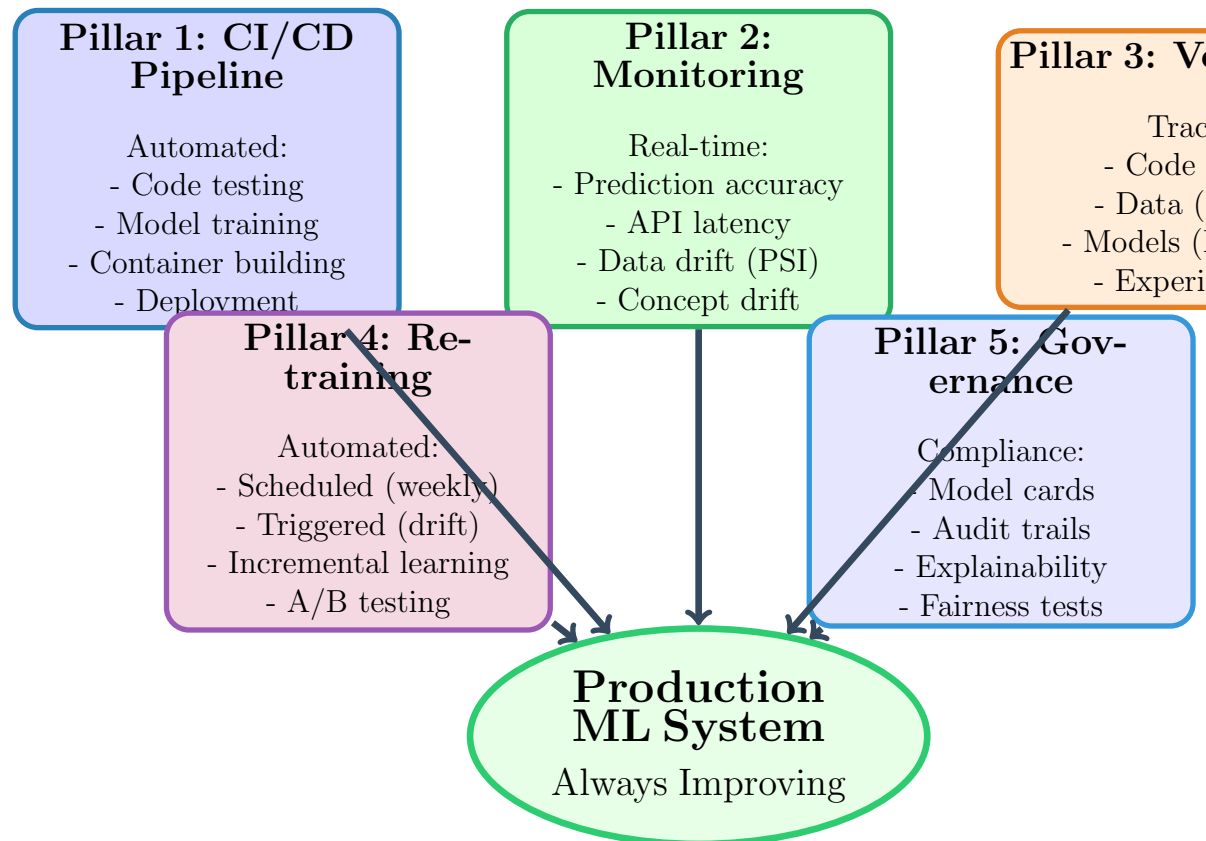 Pillar 1: CI/CD
Pipeline
Automated:
- Code testing
- Model training
- Container building
- Deployment
Pillar 2:
Monitoring
Real-time:
- Prediction accuracy
- API latency
- Data drift (PSI)
- Concept drift
Pillar 3:
- Code
- Data (
- Models (
Pillar 4: Re-
training
Automated:
- Scheduled (weekly)
- Triggered (drift)
- Incremental learning
- A/B testing
Pillar 5: Gov-
ernance
Compliance:
- Model cards
- Audit trails
- Explainability
- Fairness tests
Production
ML System
Always Improving